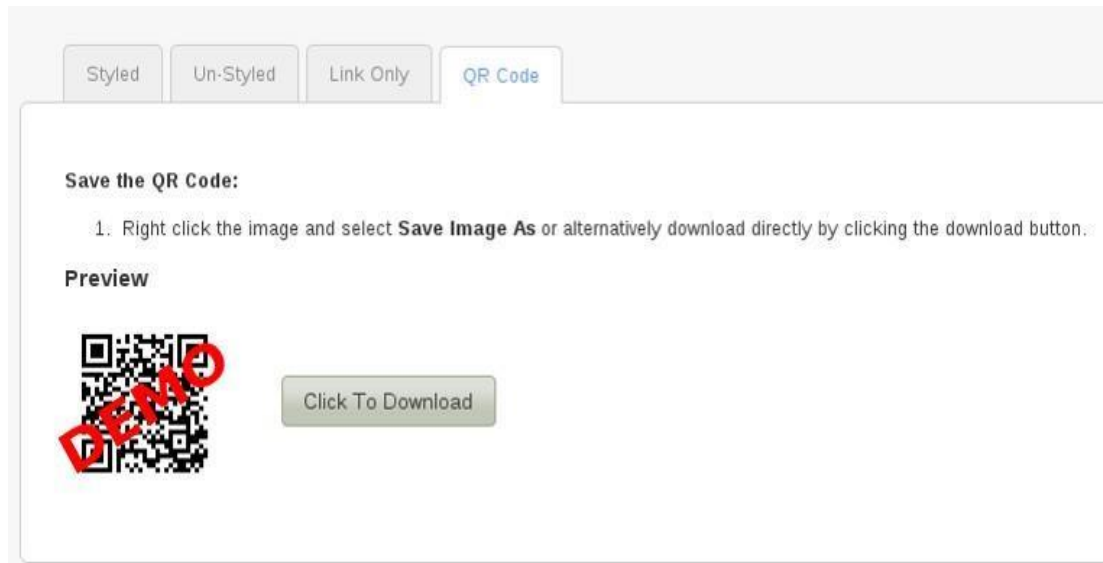 Styled Un-Styled Link Only QR Code
Save the QR Code:
1. Right click the image and select Save Image As or alternatively download directly by clicking the download button.
Preview
DEMO
Click To Download